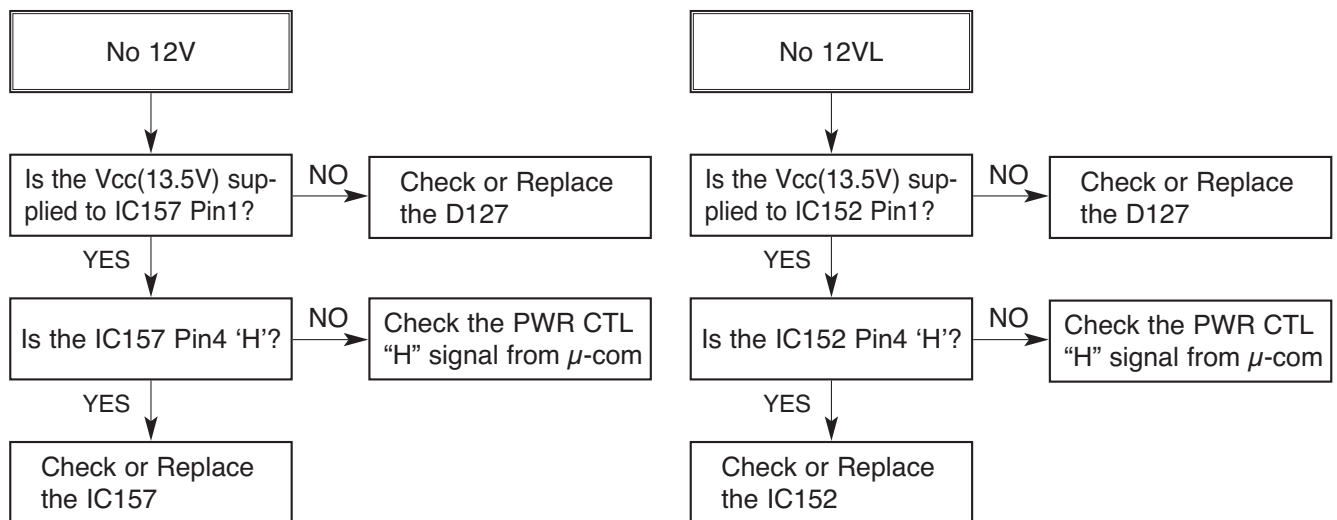 No 12V
Is the Vcc(13.5V) sup-
plied to IC157 Pin1?
NO
Check or Replace
the D127
YES
Is the IC157 Pin4 ‘H’?
NO
Check the PWR CTL
“H” signal from µ-com
YES
Check or Replace
the IC157
No 12VL
Is the Vcc(13.5V) sup-
plied to IC152 Pin1?
NO
Check or Replace
the D127
YES
Is the IC152 Pin4 ‘H’?
NO
Check the PWR CTL
“H” signal from µ-com
YES
Check or Replace
the IC152